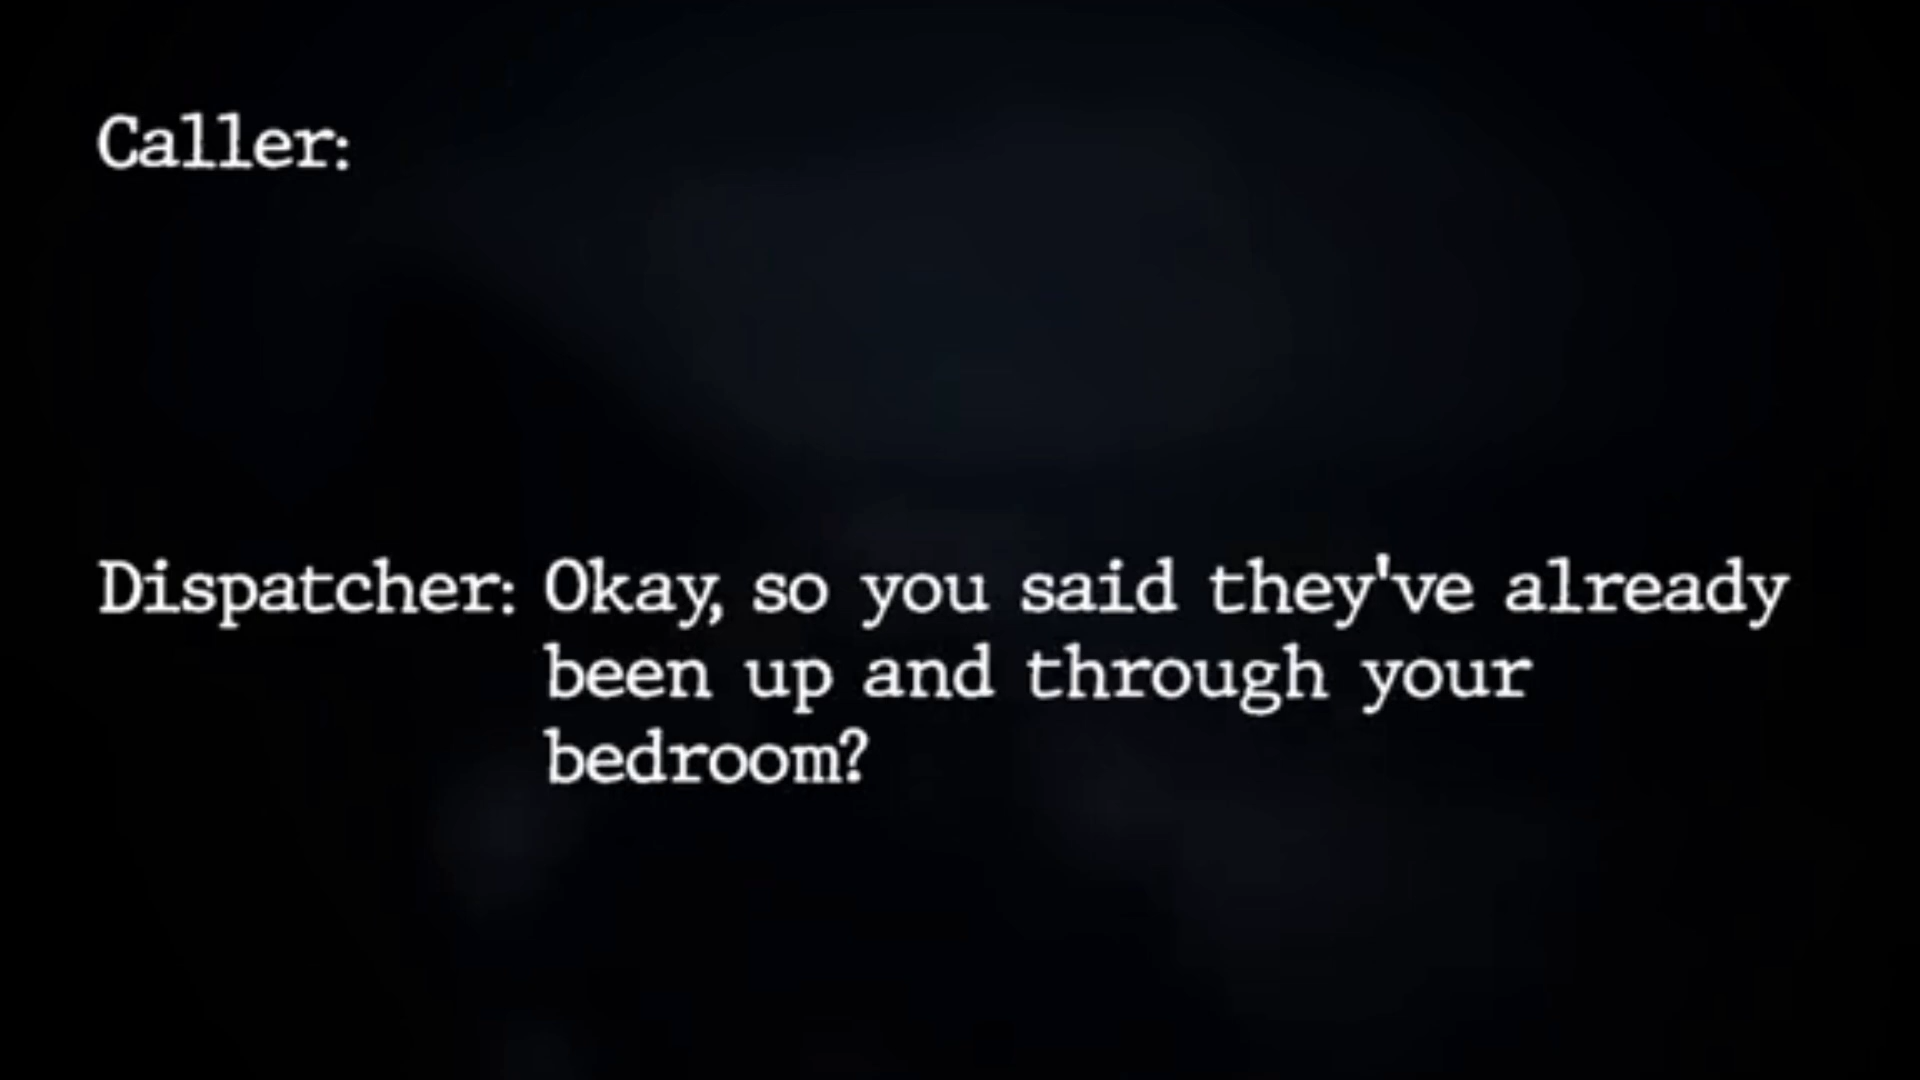 Caller:
Dispatcher: Okay, so you said they've already
been up and through your
bedroom?